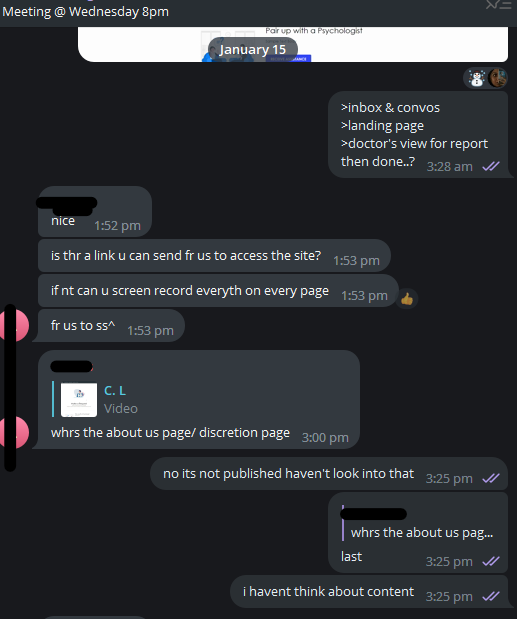 Meeting @ Wednesday 8pm
Pair up with a Psychologist
January 15
>inbox & convos
>landing page
>doctor's view for report
then done..? 3:28 am
nice 1:52 pm
is thr a link u can send fr us to access the site? 1:53 pm
if nt can u screen record everyth on every page 1:53 pm
fr us to ss^ 1:53 pm
C. L
Video
whrs the about us page/ discretion page 3:00 pm
no its not published haven't look into that 3:25 pm
whrs the about us pag...
last 3:25 pm
i havent think about content 3:25 pm